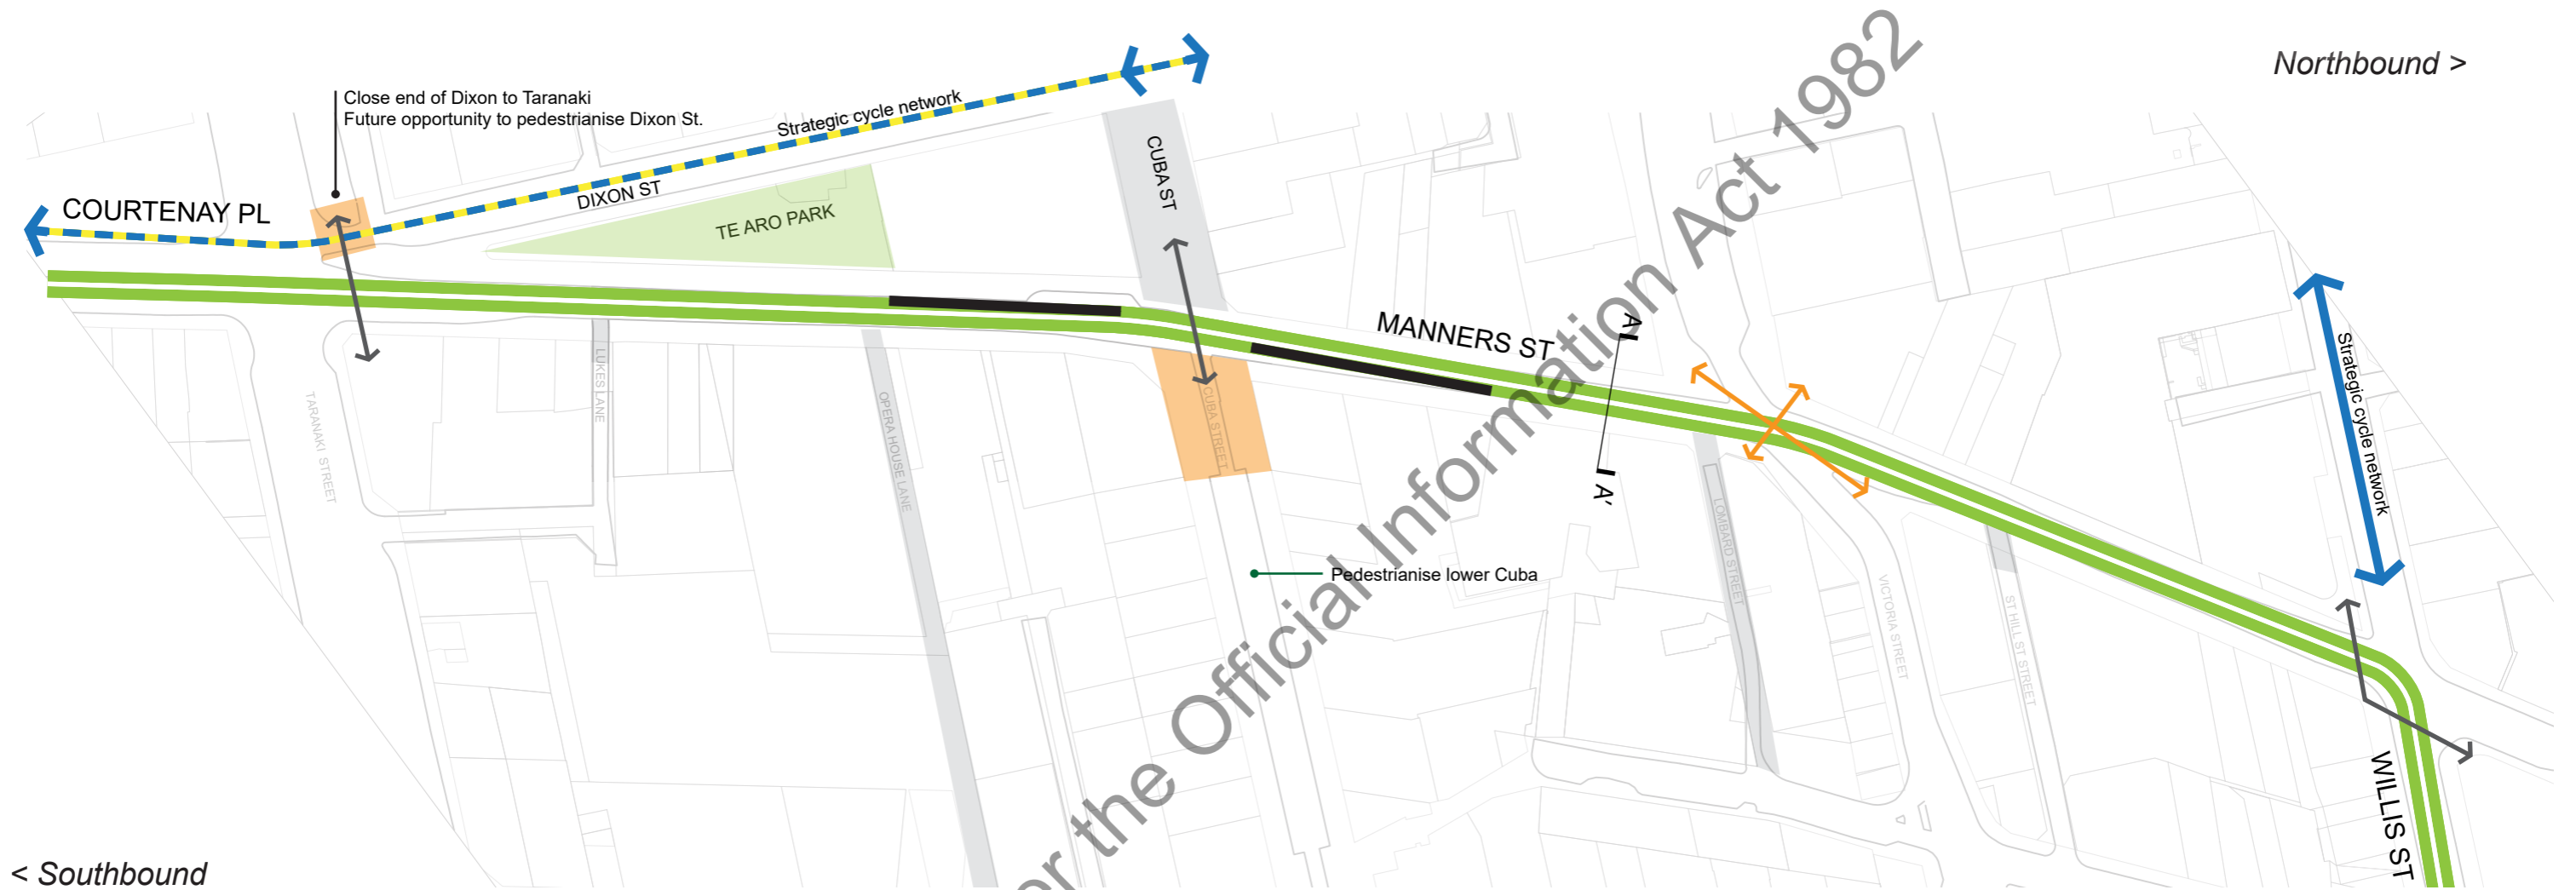 Northbound >
Close end of Dixon to Taranaki
Future opportunity to pedestrianise Dixon St.
Strategic cycle network
COURTENAY PL
DIXON ST
TE ARO PARK
CUBA ST
MANNERS ST
A
A'
Strategic cycle network
TARANAKI STREET
LUKES LANE
OPERA HOUSE LANE
CUBA STREET
Pedestrianise lower Cuba
LOMBARD STREET
VICTORIA STREET
ST HILL ST STREET
WILLIS ST
< Southbound
er the Official Information Act 1982